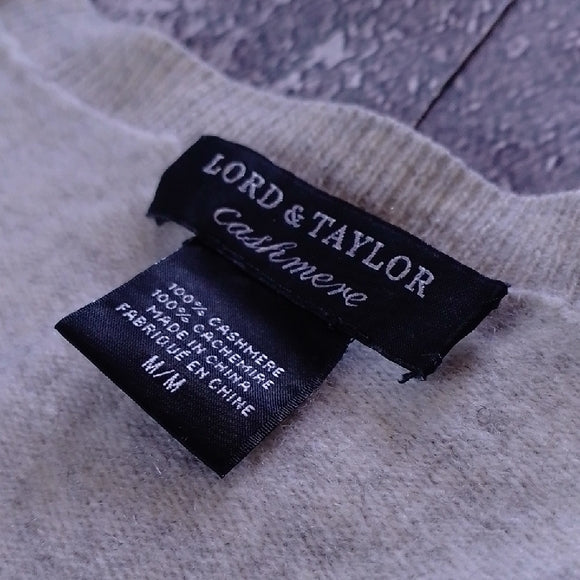 LORD & TAYLOR
cashmere
100% CASHMERE
100% CACHEMIRE
MADE IN CHINA
FABRIQUÉ EN CHINE
M/M